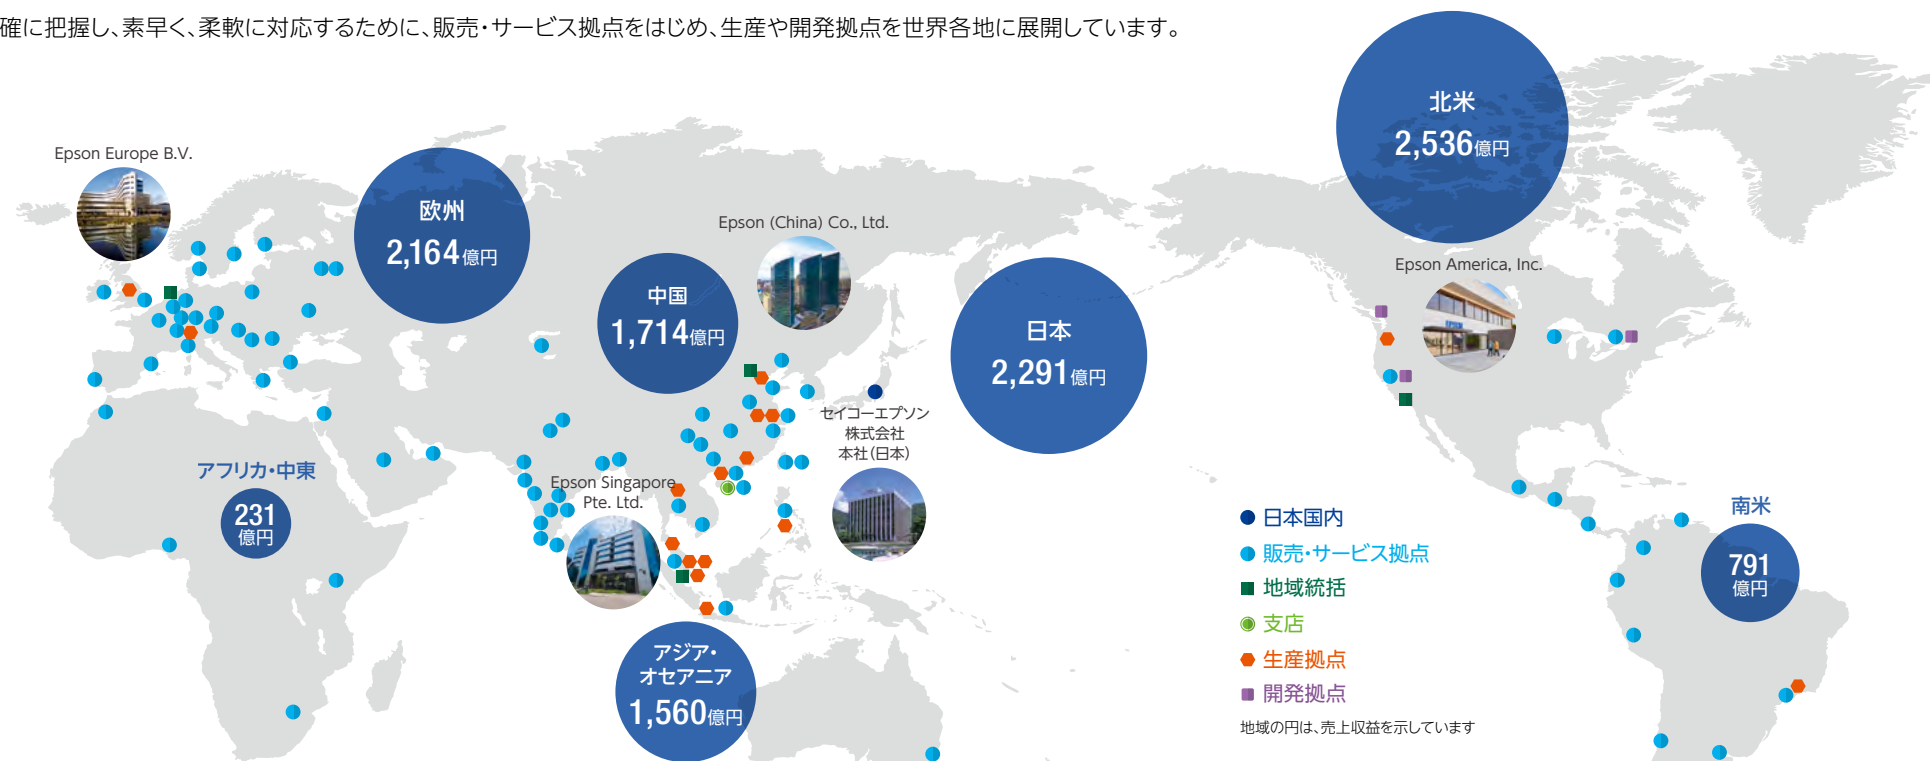 確に把握し、素早く、柔軟に対応するために、販売・サービス拠点をはじめ、生産や開発拠点を世界各地に展開しています。
Epson Europe B.V.
欧州
2,164億円
Epson (China) Co., Ltd.
中国
1,714億円
日本
2,291億円
北米
2,536億円
Epson America, Inc.
EPSON
セイコーエプソン
株式会社
本社(日本)
アフリカ・中東
231
億円
Epson Singapore
Pte. Ltd.
アジア・
オセアニア
1,560億円
南米
791
億円
日本国内
販売・サービス拠点
地域統括
支店
生産拠点
開発拠点
地域の円は、売上収益を示しています